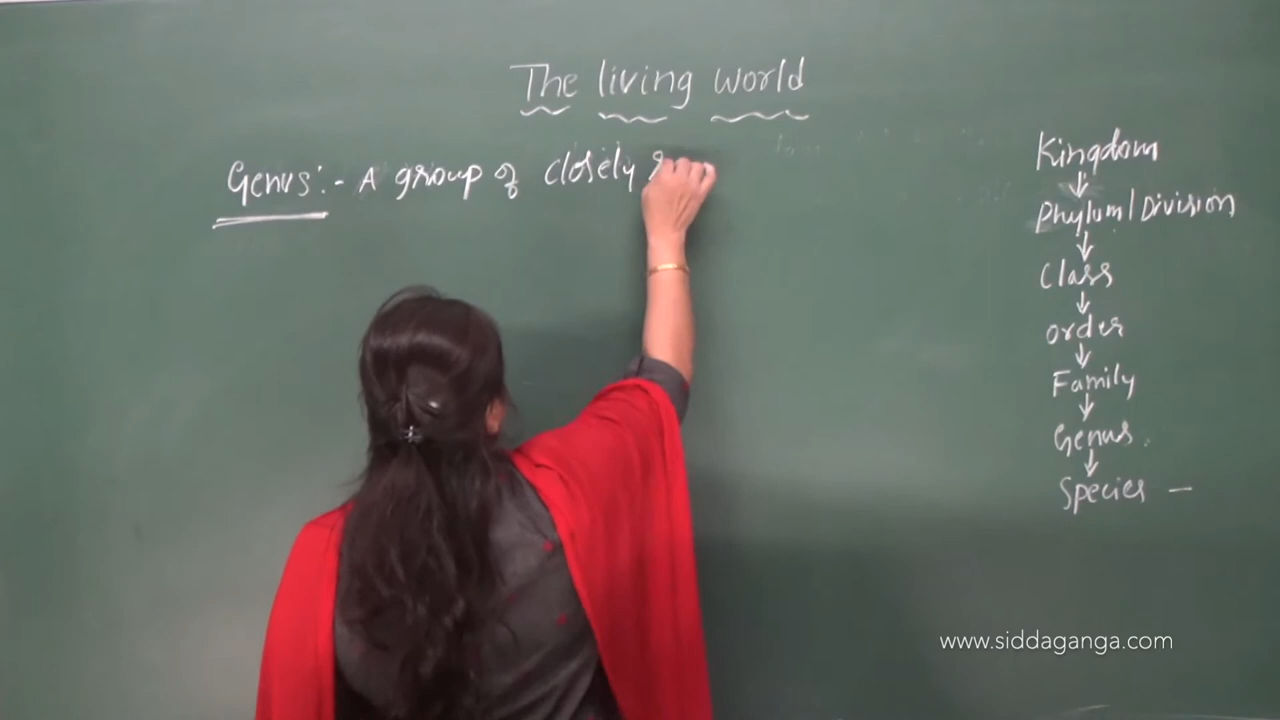 The living world
Genus:- A group of closely
Kingdom
↓
Phylum/Division
↓
Class
↓
order
↓
Family
↓
Genus.
↓
Species —
www.siddaganga.com